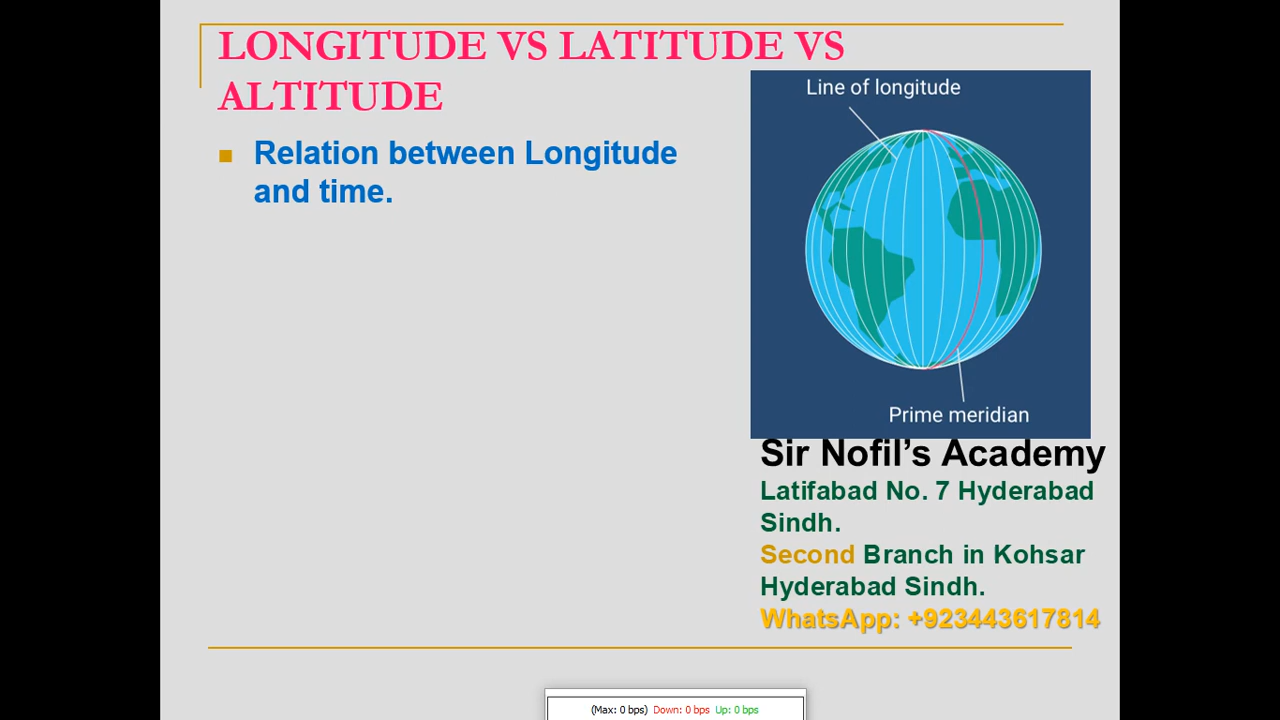 LONGITUDE VS LATITUDE VS
ALTITUDE
Relation between Longitude
and time.
Line of longitude
Prime meridian
Sir Nofil’s Academy
Latifabad No. 7 Hyderabad
Sindh.
Second Branch in Kohsar
Hyderabad Sindh.
WhatsApp: +923443617814
(Max: 0 bps) Down: 0 bps Up: 0 bps